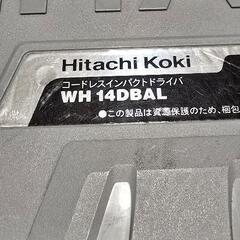 Hitachi Koki
コードレスインパクトドライバ
WH 14DBAL
●この製品は資源保護のため、梱包